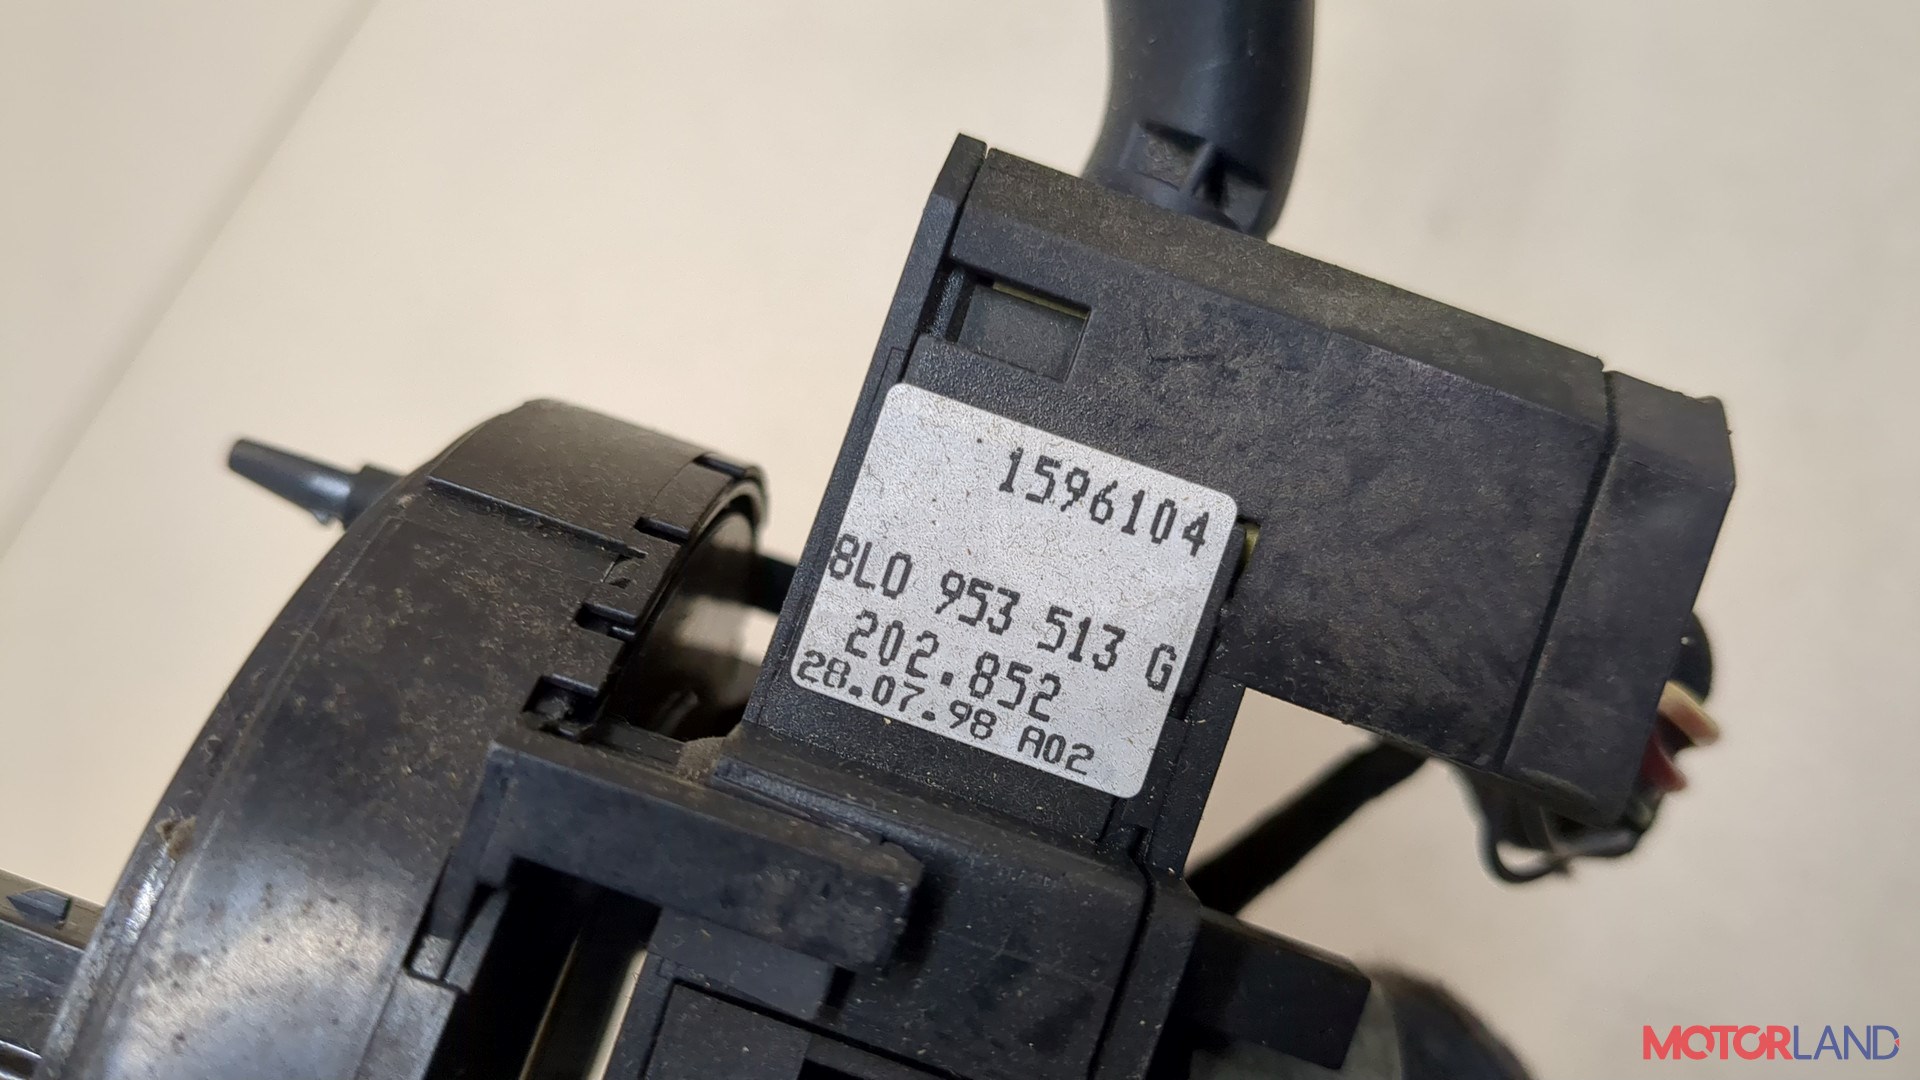 1596104
8L0 953 513 G
202.852
28.07.98 A02
MOTORLAND